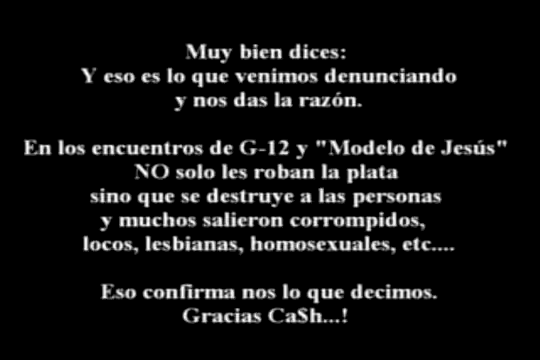 Muy bien dices:
Y eso es lo que venimos denunciando
y nos das la razón.
En los encuentros de G-12 y "Modelo de Jesús"
NO solo les roban la plata
sino que se destruye a las personas
y muchos salieron corrompidos,
locos, lesbianas, homosexuales, etc....
Eso confirma nos lo que decimos.
Gracias Ca$h...!